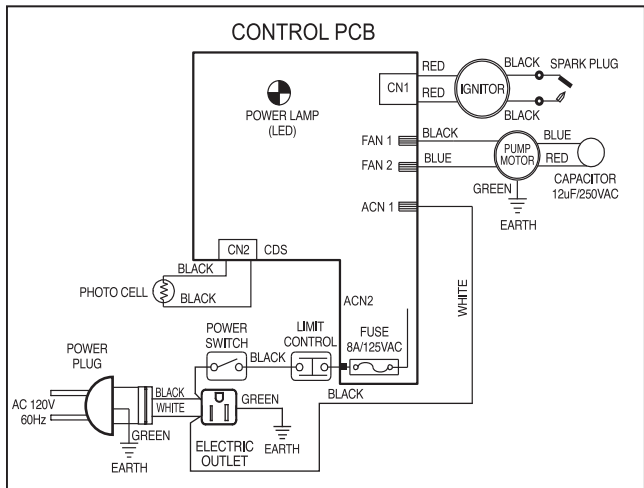 CONTROL PCB
RED
BLACK
SPARK PLUG
CN1
IGNITOR
RED
BLACK
POWER LAMP
(LED)
FAN 1
BLACK
BLUE
PUMP
MOTOR
FAN 2
BLUE
RED
CAPACITOR
12uF/250VAC
GREEN
ACN 1
EARTH
CN2
CDS
BLACK
PHOTO CELL
BLACK
ACN2
WHITE
POWER
SWITCH
LIMIT
CONTROL
FUSE
8A/125VAC
BLACK
POWER
PLUG
BLACK
AC 120V
60Hz
BLACK
WHITE
GREEN
GREEN
ELECTRIC
OUTLET
EARTH
EARTH